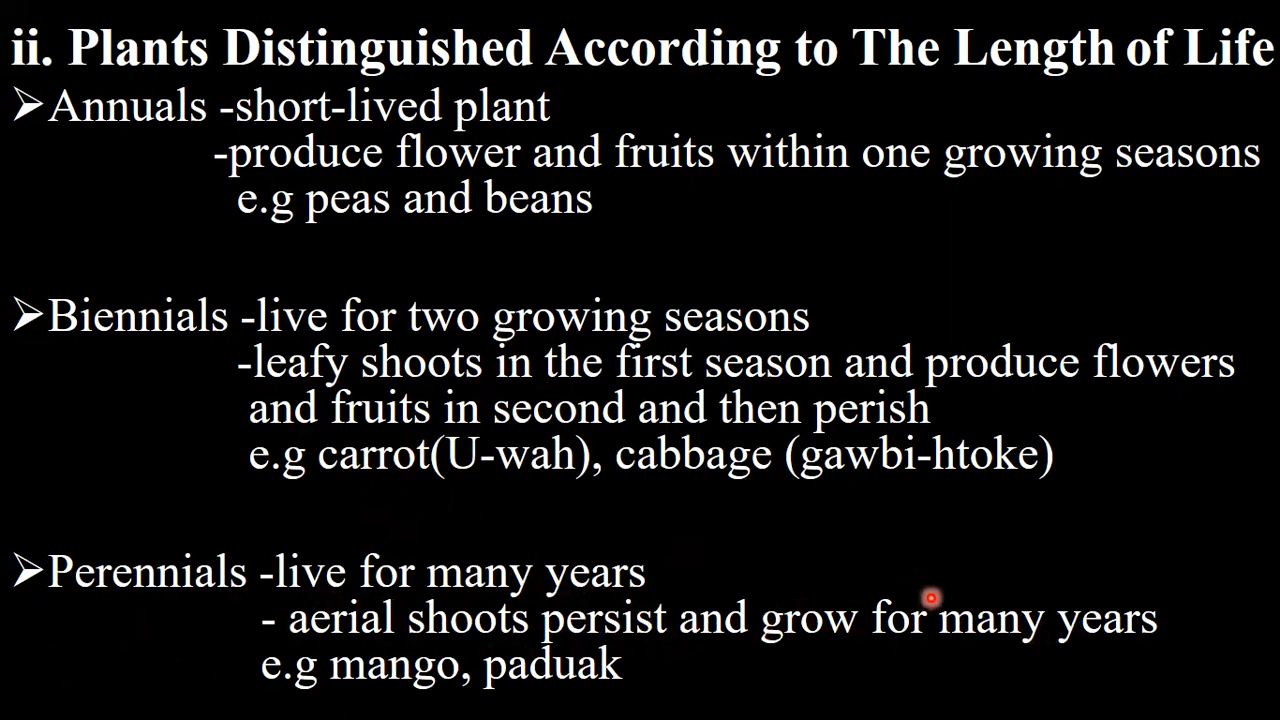 ii. Plants Distinguished According to The Length of Life
➢Annuals -short-lived plant
-produce flower and fruits within one growing seasons
e.g peas and beans
➢Biennials -live for two growing seasons
-leafy shoots in the first season and produce flowers
and fruits in second and then perish
e.g carrot(U-wah), cabbage (gawbi-htoke)
➢Perennials -live for many years
- aerial shoots persist and grow for many years
e.g mango, paduak